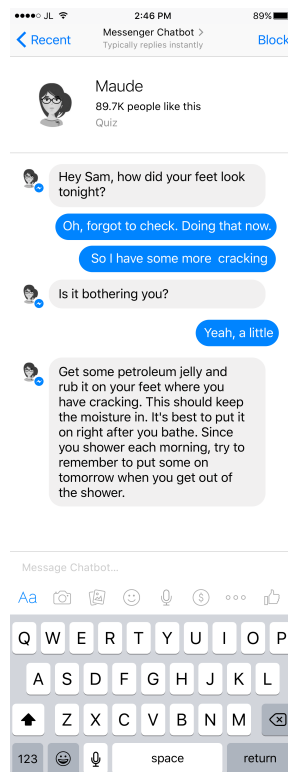 JL 2:46 PM 89%
Recent Messenger Chatbot Block
Typically replies instantly
Maude
89.7K people like this
Quiz
Hey Sam, how did your feet look
tonight?
Oh, forgot to check. Doing that now.
So I have some more cracking
Is it bothering you?
Yeah, a little
Get some petroleum jelly and
rub it on your feet where you
have cracking. This should keep
the moisture in. It's best to put it
on right after you bathe. Since
you shower each morning, try to
remember to put some on
tomorrow when you get out of
the shower.
Message Chatbot...
Aa
Q W E R T Y U I O P
A S D F G H J K L
Z X C V B N M
123 space return